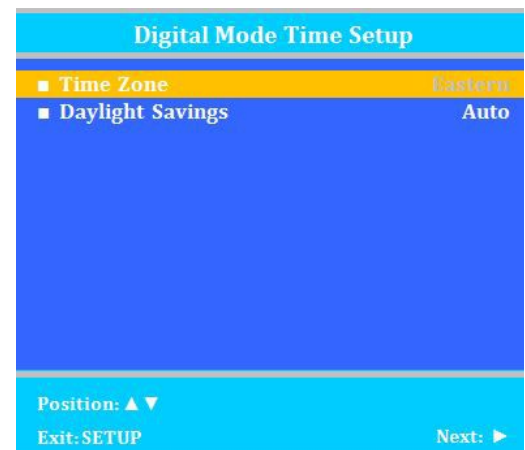 Digital Mode Time Setup
■ Time Zone Eastern
■ Daylight Savings Auto
Position: ▲ ▼
Exit: SETUP Next: ►